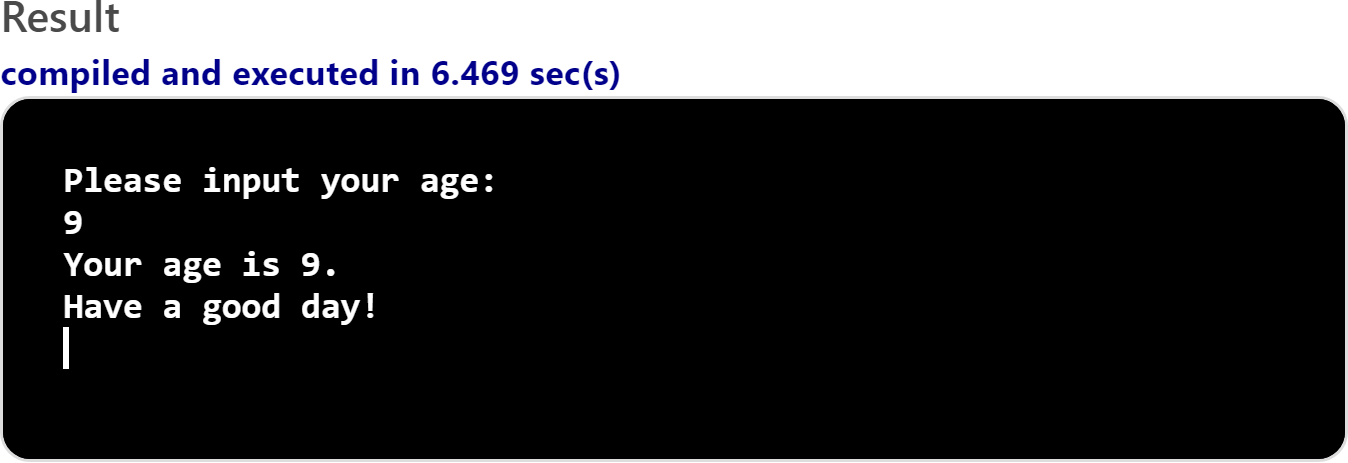 Result
compiled and executed in 6.469 sec(s)
Please input your age:
9
Your age is 9.
Have a good day!